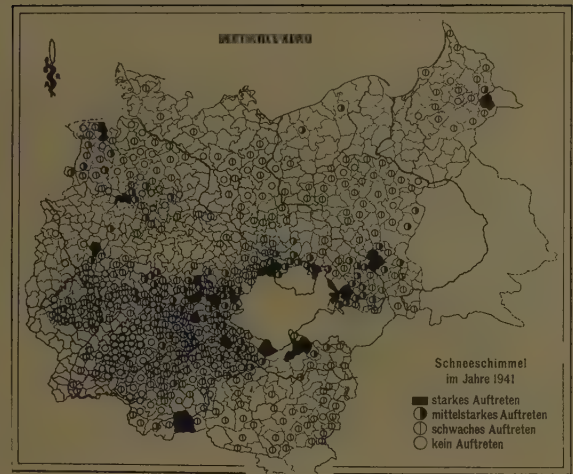 Schneeschimmel
im Jahre 1941
starkes Auftreten
mittelstarkes Auftreten
schwaches Auftreten
kein Auftreten